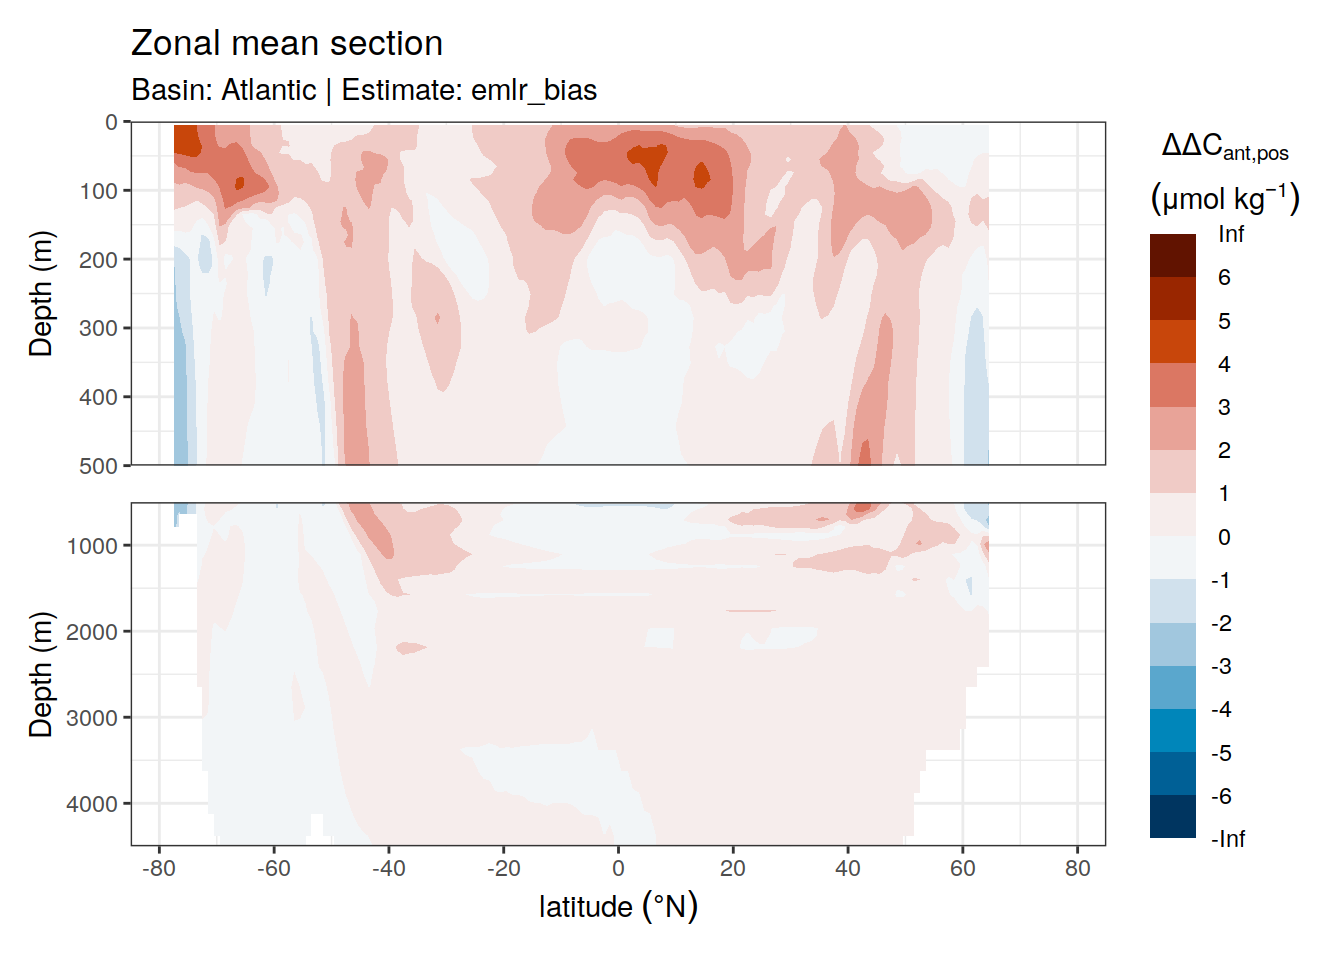 Zonal mean section
Basin: Atlantic | Estimate: emlr_bias
0
100
200
300
400
500
Depth (m)
1000
2000
3000
4000
Depth (m)
-80 -60 -40 -20 0 20 40 60 80
latitude (°N)
ΔΔCant,pos
(μmol kg⁻¹)
Inf
6
5
4
3
2
1
0
-1
-2
-3
-4
-5
-6
-Inf